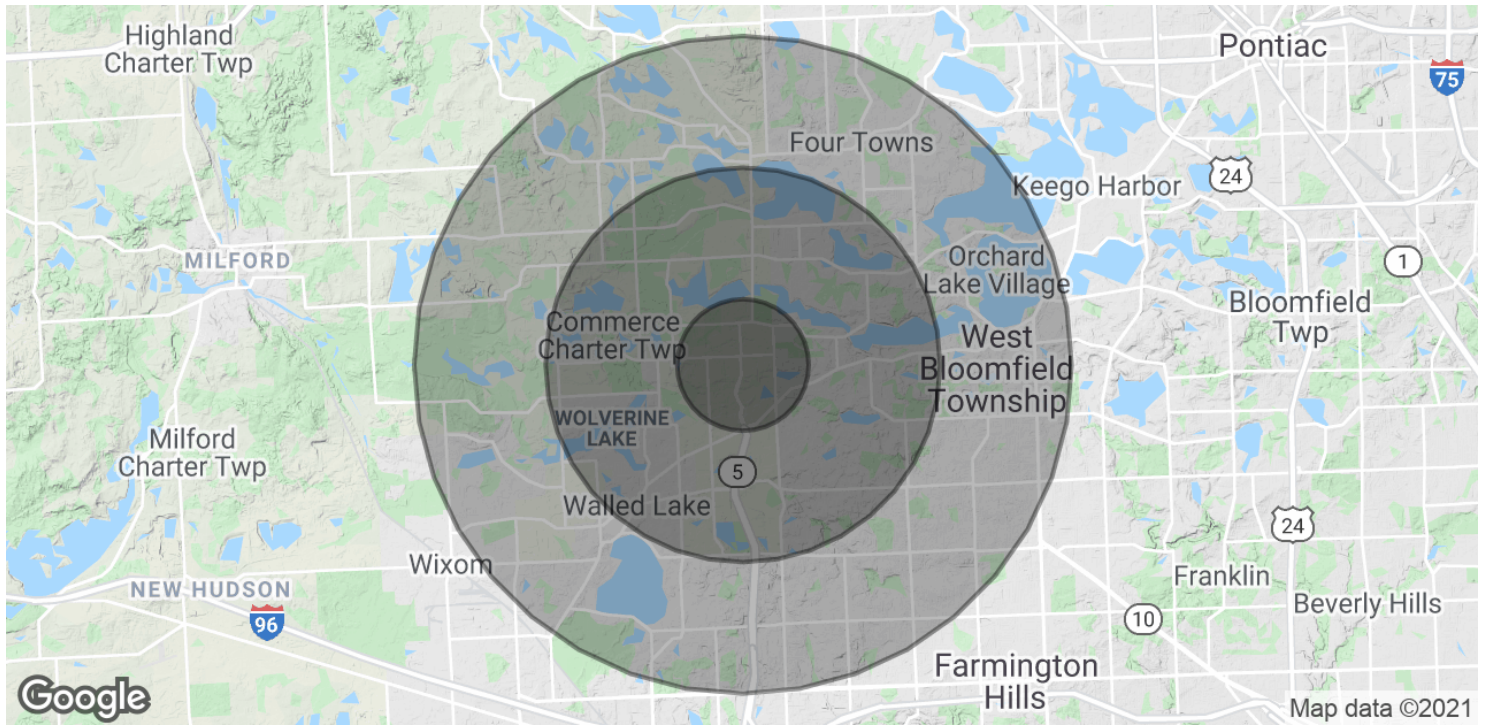 Highland
Charter Twp
Pontiac
75
Four Towns
24
Keego Harbor
MILFORD
Orchard
Lake Village
1
Bloomfield
Twp
Commerce
Charter Twp
West
Bloomfield
Township
WOLVERINE
LAKE
Milford
Charter Twp
5
Walled Lake
24
Wixom
NEW HUDSON
Franklin
Beverly Hills
96
10
Farmington
Hills
Google
Map data ©2021